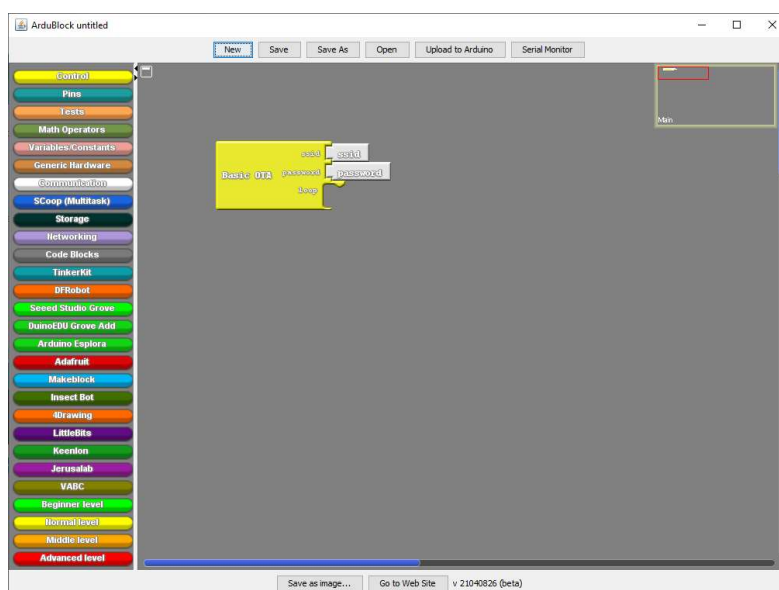 ArduBlock untitled
New Save Save As Open Upload to Arduino Serial Monitor
Control
Pins
Tests
Math Operators
Variables/Constants
Generic Hardware
Communication
SCoop (Multitask)
Storage
Networking
Code Blocks
TinkerKit
DFRobot
Seeed Studio Grove
DuinoEDU Grove Add
Arduino Esplora
Adafruit
Makeblock
Insect Bot
4Drawing
LittleBits
Keenlon
Jerusalab
VABC
Beginner level
Normal level
Middle level
Advanced level
ssid ssid
Basic OTA password password
loop
Main
Save as image... Go to Web Site v 21040826 (beta)